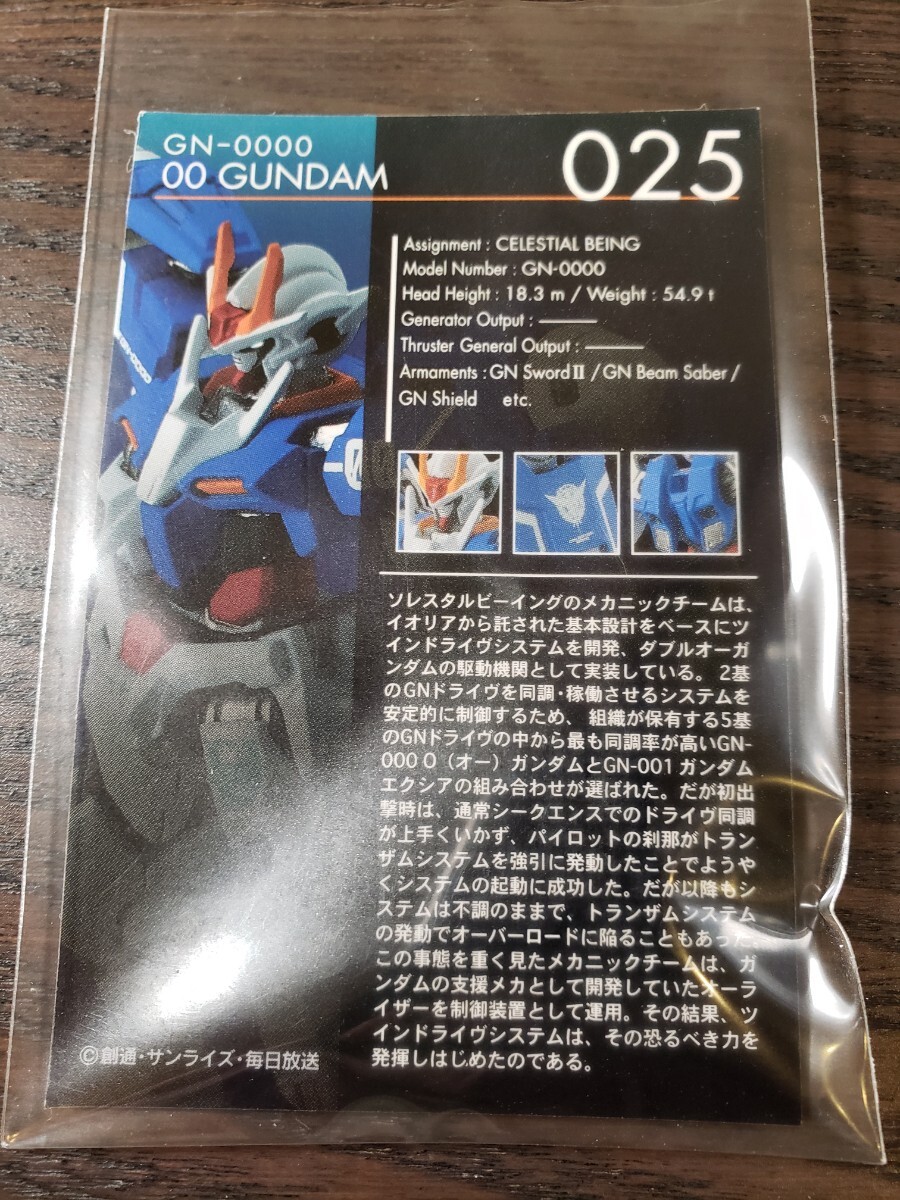 GN-0000
00 GUNDAM
025
Assignment : CELESTIAL BEING
Model Number : GN-0000
Head Height : 18.3 m / Weight : 54.9 t
Generator Output : ———
Thruster General Output : ———
Armaments : GN Sword II / GN Beam Saber /
GN Shield etc.
ソレスタルビーイングのメカニックチームは、
イオリアから託された基本設計をベースにツ
インドライヴシステムを開発、ダブルオーガ
ンダムの駆動機関として実装している。2基
のGNドライヴを同調・稼働させるシステムを
安定的に制御するため、組織が保有する5基
のGNドライヴの中から最も同調率が高いGN-
000 O（オー）ガンダムとGN-001 ガンダム
エクシアの組み合わせが選ばれた。だが初出
撃時は、通常シークエンスでのドライヴ同調
が上手くいかず、パイロットの刹那がトラン
ザムシステムを強引に発動したことでようや
くシステムの起動に成功した。だが以降もシ
ステムは不調のままで、トランザムシステム
の発動でオーバーロードに陥ることもあった。
この事態を重く見たメカニックチームは、ガ
ンダムの支援メカとして開発していたオーラ
イザーを制御装置として運用。その結果、ツ
インドライヴシステムは、その恐るべき力を
発揮しはじめたのである。
©創通・サンライズ・毎日放送